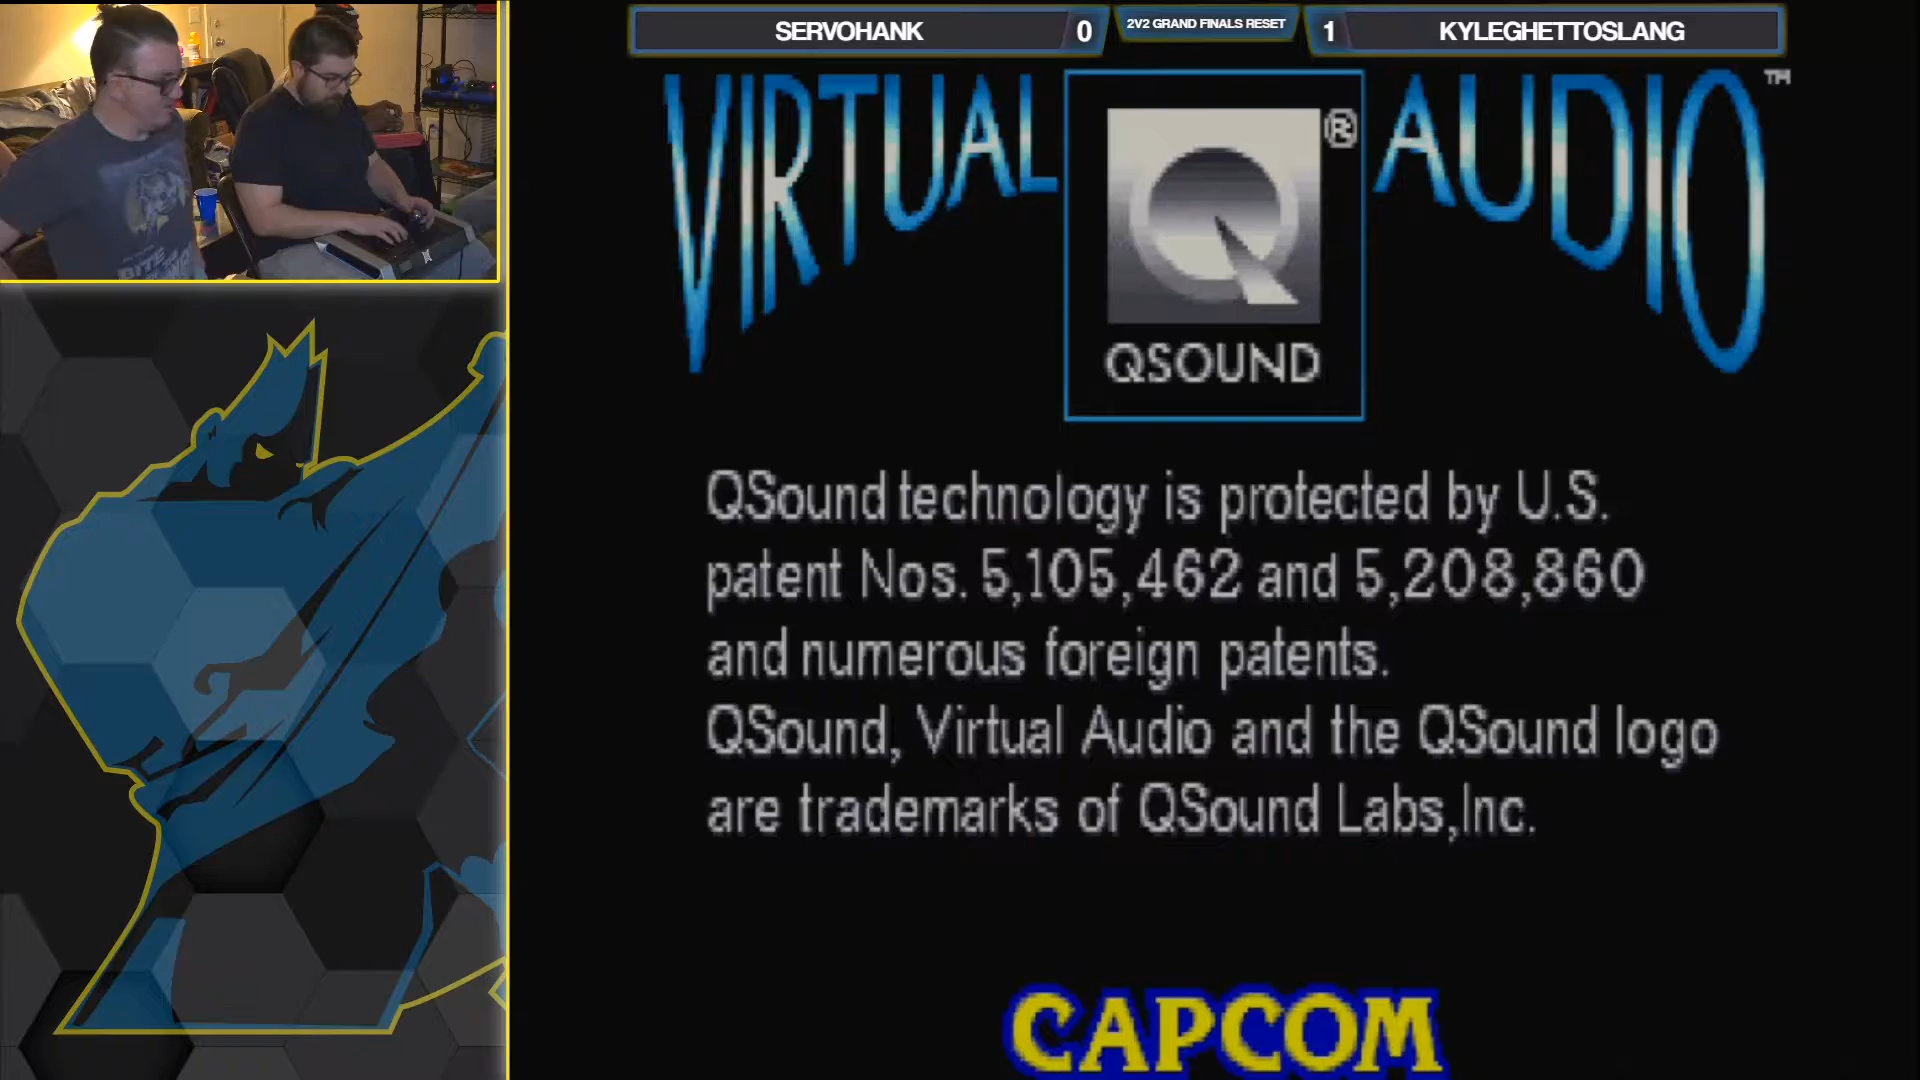 SERVOHANK 0 2V2 GRAND FINALS RESET 1 KYLEGHETTOSLANG
VIRTUAL AUDIO™
®
QSOUND
QSound technology is protected by U.S.
patent Nos. 5,105,462 and 5,208,860
and numerous foreign patents.
QSound, Virtual Audio and the QSound logo
are trademarks of QSound Labs,Inc.
CAPCOM
BITE